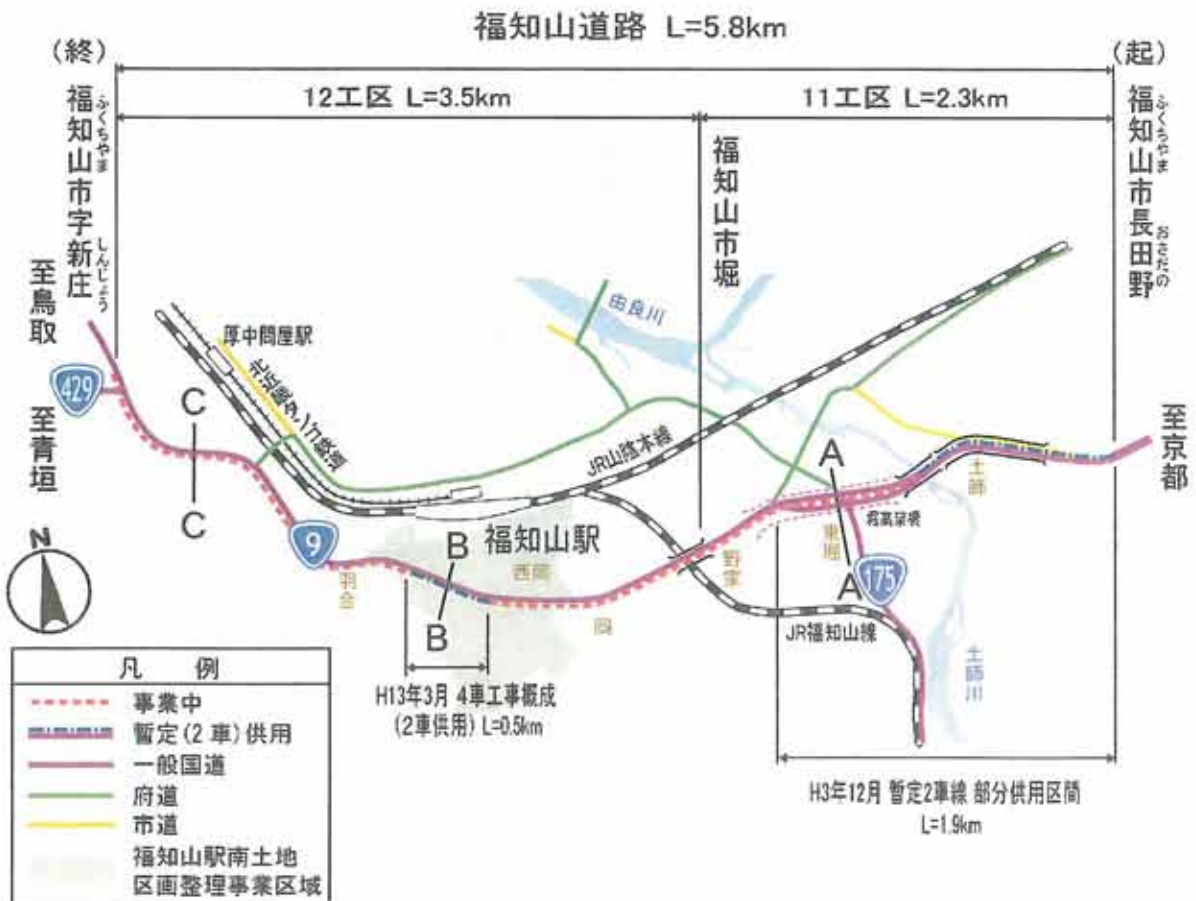 福知山道路 L=5.8km
(終)
(起)
12工区 L=3.5km
11工区 L=2.3km
福知山市字新庄
ふくちやま
しんじょう
福知山市堀
福知山市長田野
ふくちやま
おさだの
至鳥取
429
至青垣
厚中問屋駅
由良川
至京都
C
C
JR山陰本線
A
土師
9
福知山駅
B
西岡
東堀
A
175
羽合
B
岡
野家
JR福知山線
土師川
N
H13年3月 4車工事概成
(2車供用) L=0.5km
H3年12月 暫定2車線 部分供用区間
L=1.9km
凡 例
事業中
暫定(2車)供用
一般国道
府道
市道
福知山駅南土地
区画整理事業区域